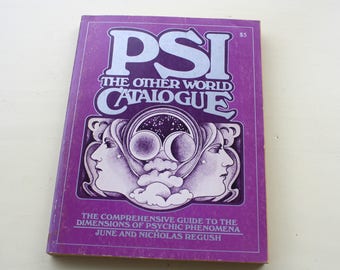 PSI
$5
THE OTHER WORLD
CATALOGUE
THE COMPREHENSIVE GUIDE TO THE
DIMENSIONS OF PSYCHIC PHENOMENA
JUNE AND NICHOLAS REGUSH